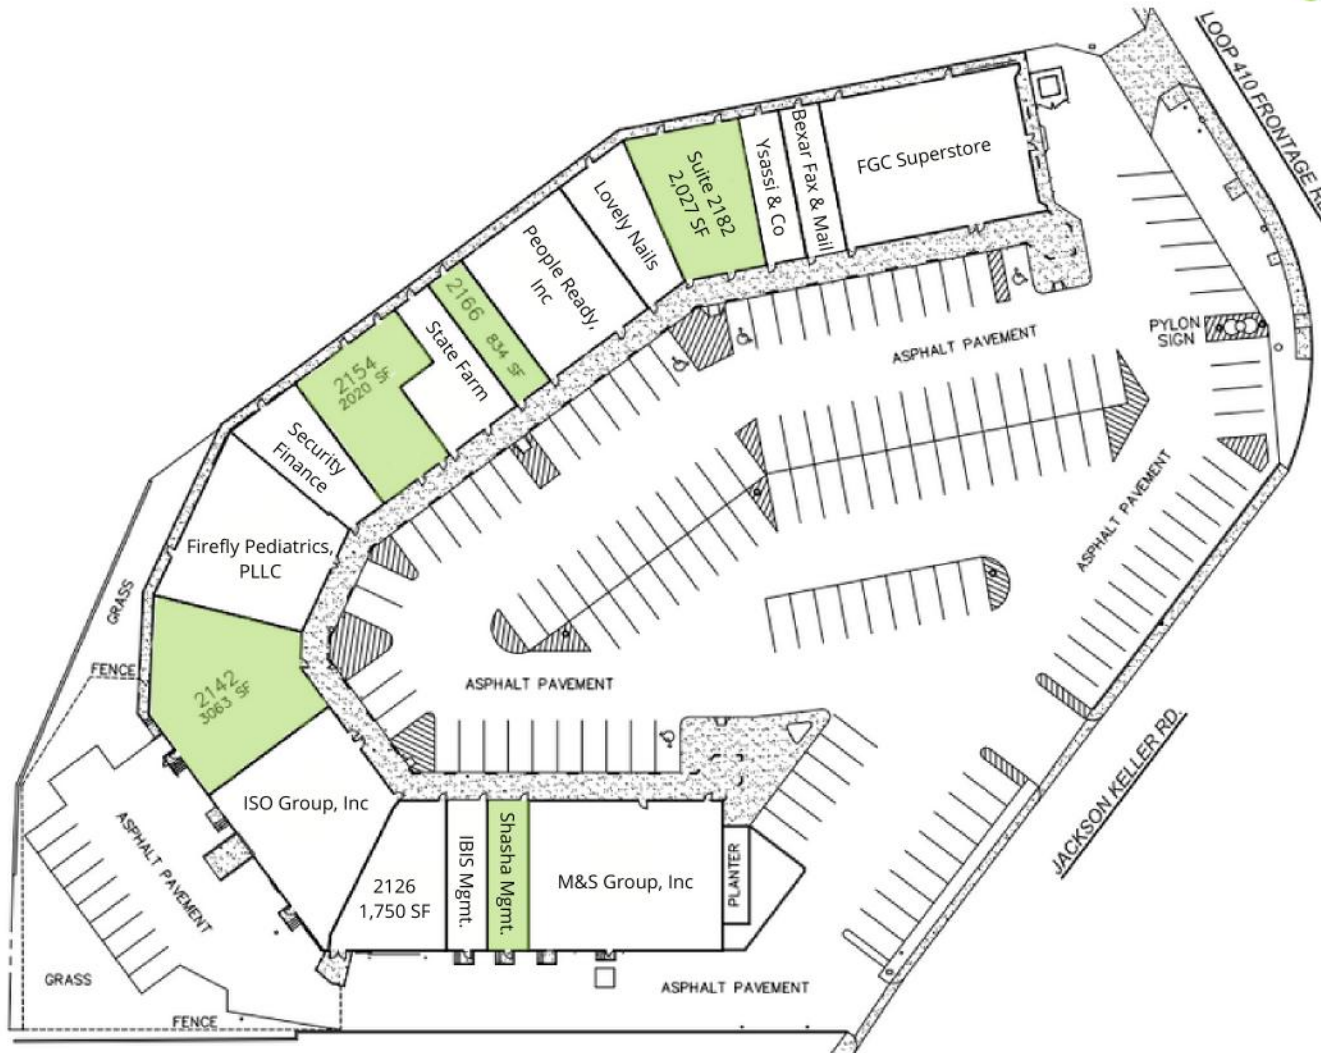 LOOP 410 FRONTAGE
FGC Superstore
Bexar Fax & Mail
Ysassi & Co
Suite 2182
2,027 SF
Lovely Nails
People Ready,
Inc
2166 834 SF
State Farm
2154
2020 SF
Security
Finance
Firefly Pediatrics,
PLLC
2142
3063 SF
ISO Group, Inc
2126
1,750 SF
IBIS Mgmt.
Shasha Mgmt.
M&S Group, Inc
PLANTER
PYLON
SIGN
ASPHALT PAVEMENT
ASPHALT PAVEMENT
ASPHALT PAVEMENT
JACKSON KELLER RD.
GRASS
FENCE
ASPHALT PAVEMENT
GRASS
FENCE
ASPHALT PAVEMENT